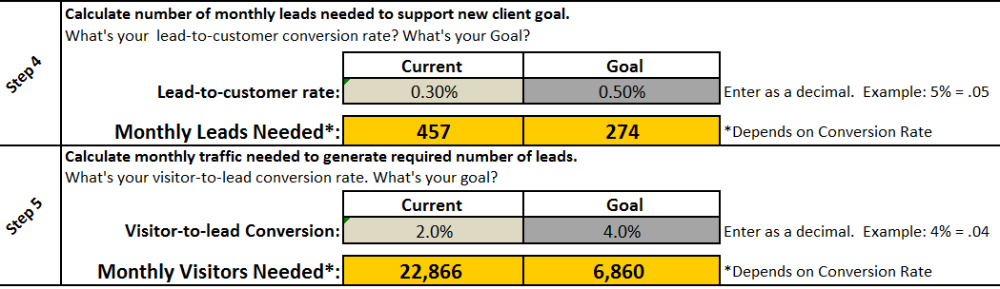 Step 4
Calculate number of monthly leads needed to support new client goal.
What's your lead-to-customer conversion rate? What's your Goal?
Current Goal
Lead-to-customer rate: 0.30% 0.50% Enter as a decimal. Example: 5% = .05
Monthly Leads Needed*: 457 274 *Depends on Conversion Rate
Step 5
Calculate monthly traffic needed to generate required number of leads.
What's your visitor-to-lead conversion rate. What's your goal?
Current Goal
Visitor-to-lead Conversion: 2.0% 4.0% Enter as a decimal. Example: 4% = .04
Monthly Visitors Needed*: 22,866 6,860 *Depends on Conversion Rate